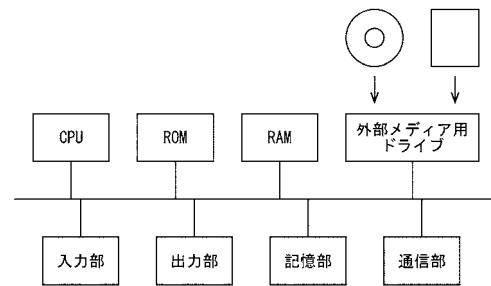 CPU
ROM
RAM
外部メディア用
ドライブ
入力部
出力部
記憶部
通信部